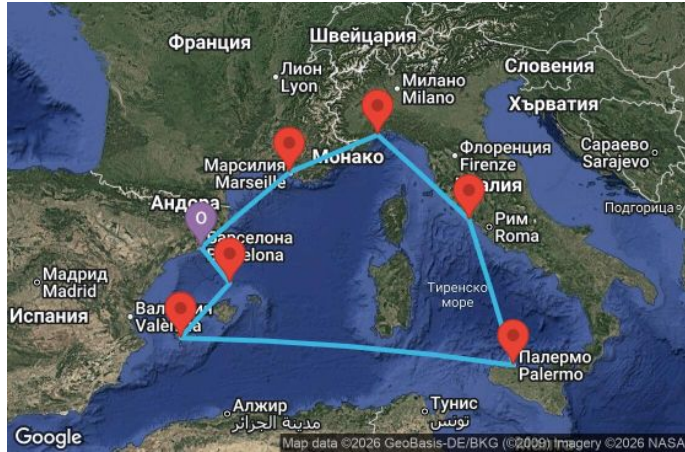 Франция
Швейцария
Лион
Lyon
Милано
Milano
Словения
Хърватия
Сараево
Sarajevo
Марсилия
Marseille
Монако
Флоренция
Firenze
Андора
O
Подгорица
Рим
Roma
Барселона
Мадрид
Madrid
Испания
València
Тиренско
море
Палермо
Palermo
Алжир
مدينة الجزائر
Тунис
تونس
Google
Map data ©2026 GeoBasis-DE/BKG (©2009) Imagery ©2026 NASA